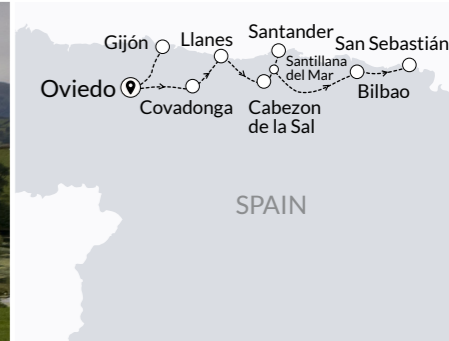 Gijón
Llanes
Santander
San Sebastián
Santillana
del Mar
Oviedo
Covadonga
Cabezon
de la Sal
Bilbao
SPAIN